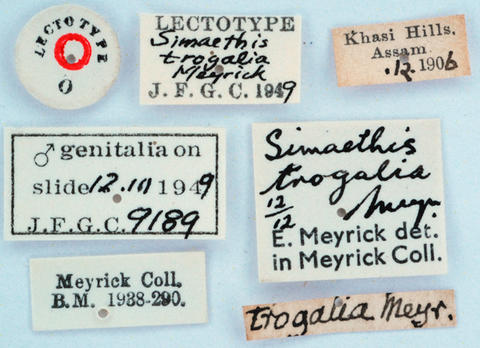 LECTOTYPE
O
LECTOTYPE
Simaethis
trogalia
Meyrick
J. F. G. C. 1949
Khasi Hills.
Assam.
.12.1906
♂ genitalia on
slide 12.III 1949
J.F.G.C. 9189
Simaethis
trogalia
12/12 Meyr.
E. Meyrick det.
in Meyrick Coll.
Meyrick Coll.
B.M. 1938-290.
trogalia Meyr.